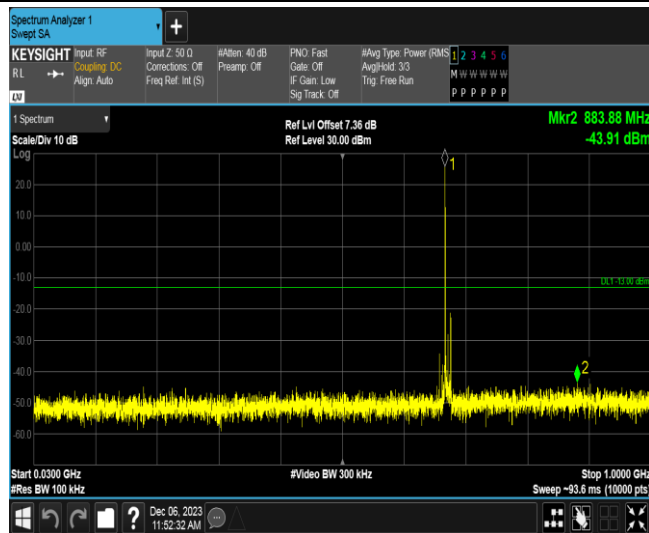 Spectrum Analyzer 1
Swept SA
+
KEYSIGHT
RL
Input: RF
Coupling: DC
Align: Auto
Input Z: 50 Ω
Corrections: Off
Freq Ref: Int (S)
#Atten: 40 dB
Preamp: Off
PNO: Fast
Gate: Off
IF Gain: Low
Sig Track: Off
#Avg Type: Power (RMS
Avg|Hold: 3/3
Trig: Free Run
1 2 3 4 5 6
M W W W W W
P P P P P P
1 Spectrum
Scale/Div 10 dB
Log
Ref Lvl Offset 7.36 dB
Ref Level 30.00 dBm
Mkr2 883.88 MHz
-43.91 dBm
1
20.0
10.0
0.00
DL1 -13.00 dBm
-10.0
-20.0
-30.0
-40.0
2
-50.0
-60.0
Start 0.0300 GHz
#Res BW 100 kHz
#Video BW 300 kHz
Stop 1.0000 GHz
Sweep ~93.6 ms (10000 pts)
?
Dec 06, 2023
11:52:32 AM